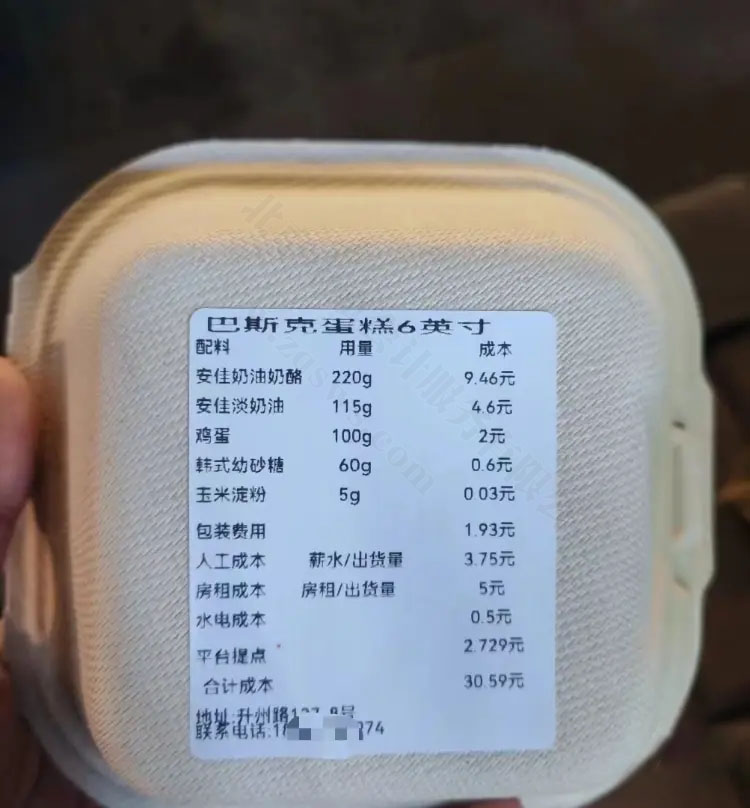 巴斯克蛋糕6英寸
配料 用量 成本
安佳奶油奶酪 220g 9.46元
安佳淡奶油 115g 4.6元
鸡蛋 100g 2元
韩式幼砂糖 60g 0.6元
玉米淀粉 5g 0.03元
包装费用 1.93元
人工成本 薪水/出货量 3.75元
房租成本 房租/出货量 5元
水电成本 0.5元
平台提点 2.729元
合计成本 30.59元
地址:升州路 8号
联系电话:1 74